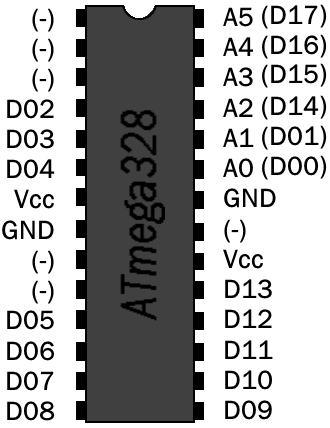 (-)
(-)
(-)
D02
D03
D04
Vcc
GND
(-)
(-)
D05
D06
D07
D08
ATmega328
A5 (D17)
A4 (D16)
A3 (D15)
A2 (D14)
A1 (D01)
A0 (D00)
GND
(-)
Vcc
D13
D12
D11
D10
D09